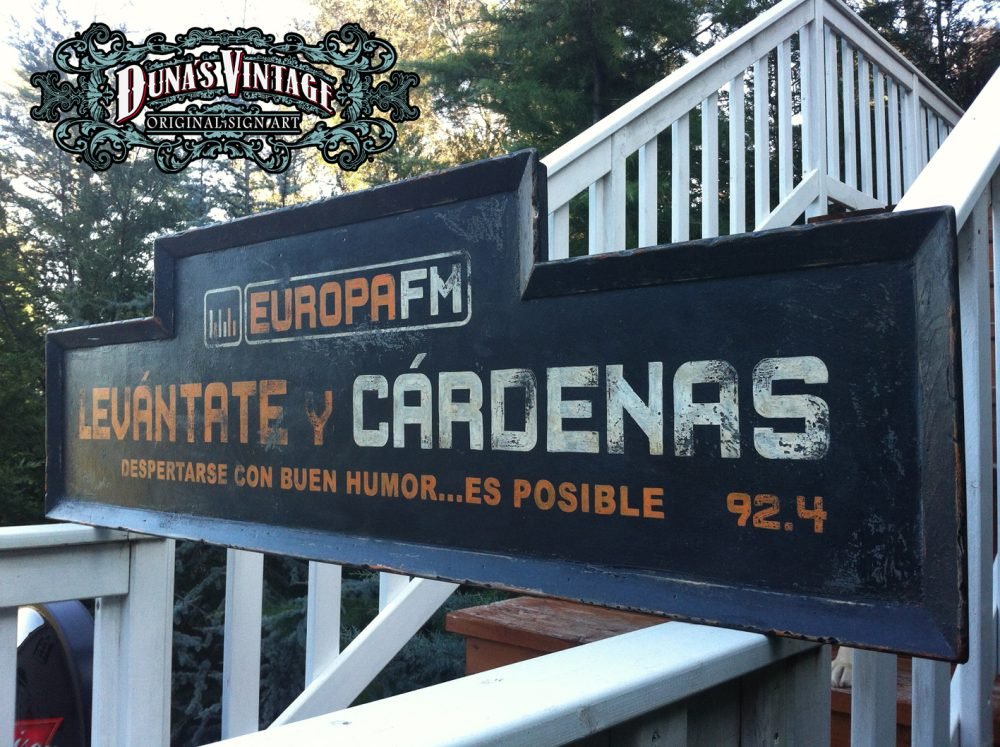 DUNA'S VINTAGE
ORIGINAL SIGN ART
EUROPAFM
LEVÁNTATE Y CÁRDENAS
DESPERTARSE CON BUEN HUMOR...ES POSIBLE 92.4